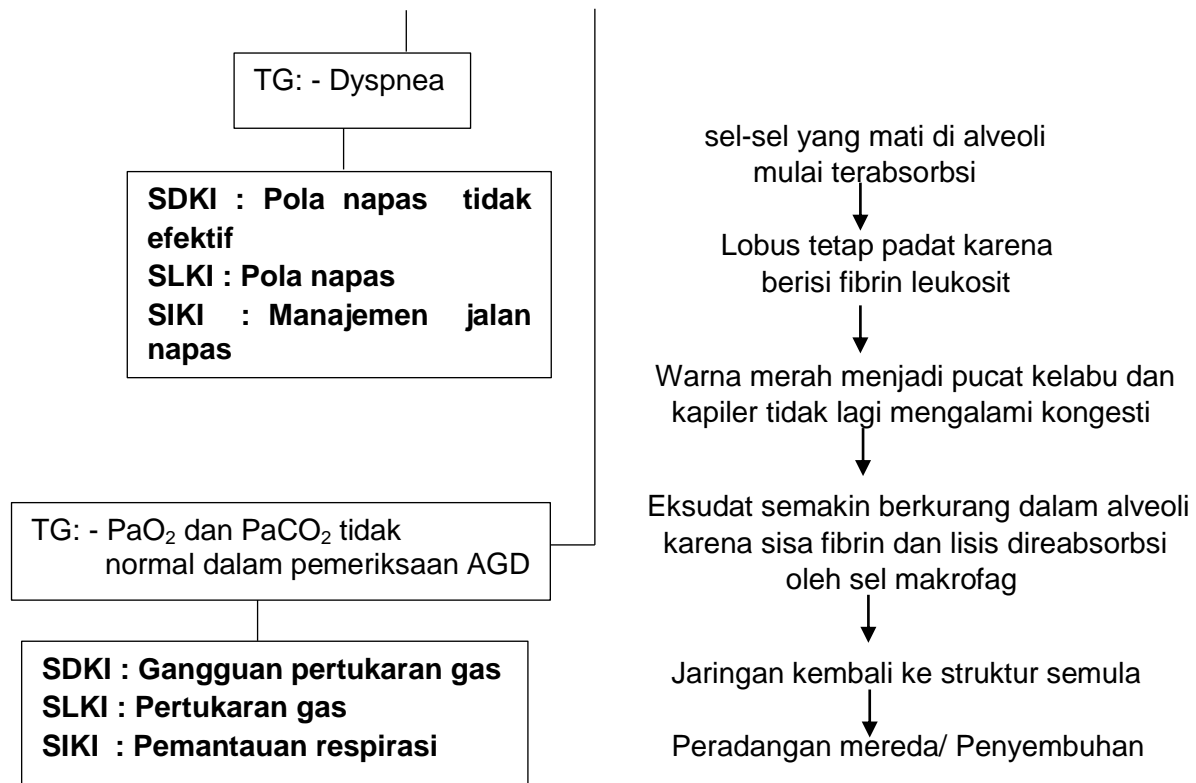 TG: - Dyspnea
SDKI : Pola napas tidak
efektif
SLKI : Pola napas
SIKI : Manajemen jalan
napas
TG: - PaO₂ dan PaCO₂ tidak
normal dalam pemeriksaan AGD
SDKI : Gangguan pertukaran gas
SLKI : Pertukaran gas
SIKI : Pemantauan respirasi
sel-sel yang mati di alveoli
mulai terabsorbsi
Lobus tetap padat karena
berisi fibrin leukosit
Warna merah menjadi pucat kelabu dan
kapiler tidak lagi mengalami kongesti
Eksudat semakin berkurang dalam alveoli
karena sisa fibrin dan lisis direabsorbsi
oleh sel makrofag
Jaringan kembali ke struktur semula
Peradangan mereda/ Penyembuhan